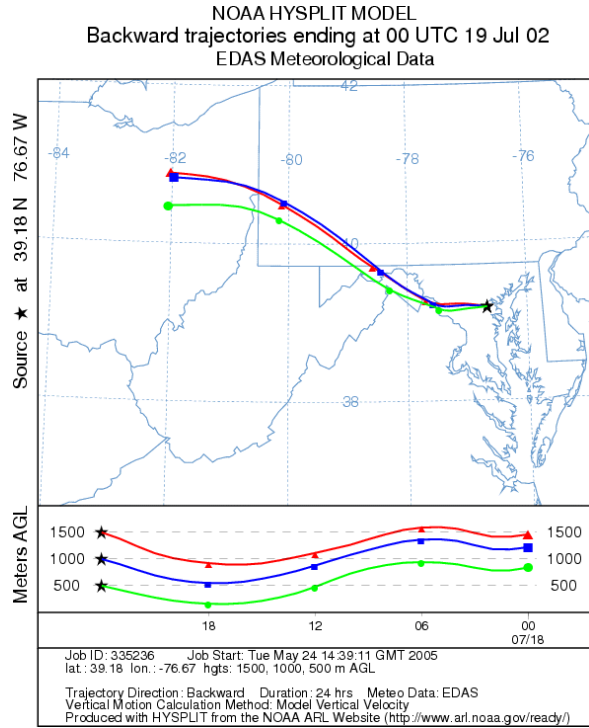 NOAA HYSPLIT MODEL
Backward trajectories ending at 00 UTC 19 Jul 02
EDAS Meteorological Data
Source ★ at 39.18 N 76.67 W
-84
-82
-80
-78
-76
42
40
38
Meters AGL
1500
1000
500
1500
1000
500
18
12
06
00
07/18
Job ID: 335236 Job Start: Tue May 24 14:39:11 GMT 2005
lat.: 39.18 lon.: -76.67 hgts: 1500, 1000, 500 m AGL
Trajectory Direction: Backward Duration: 24 hrs Meteo Data: EDAS
Vertical Motion Calculation Method: Model Vertical Velocity
Produced with HYSPLIT from the NOAA ARL Website (http://www.arl.noaa.gov/ready/)